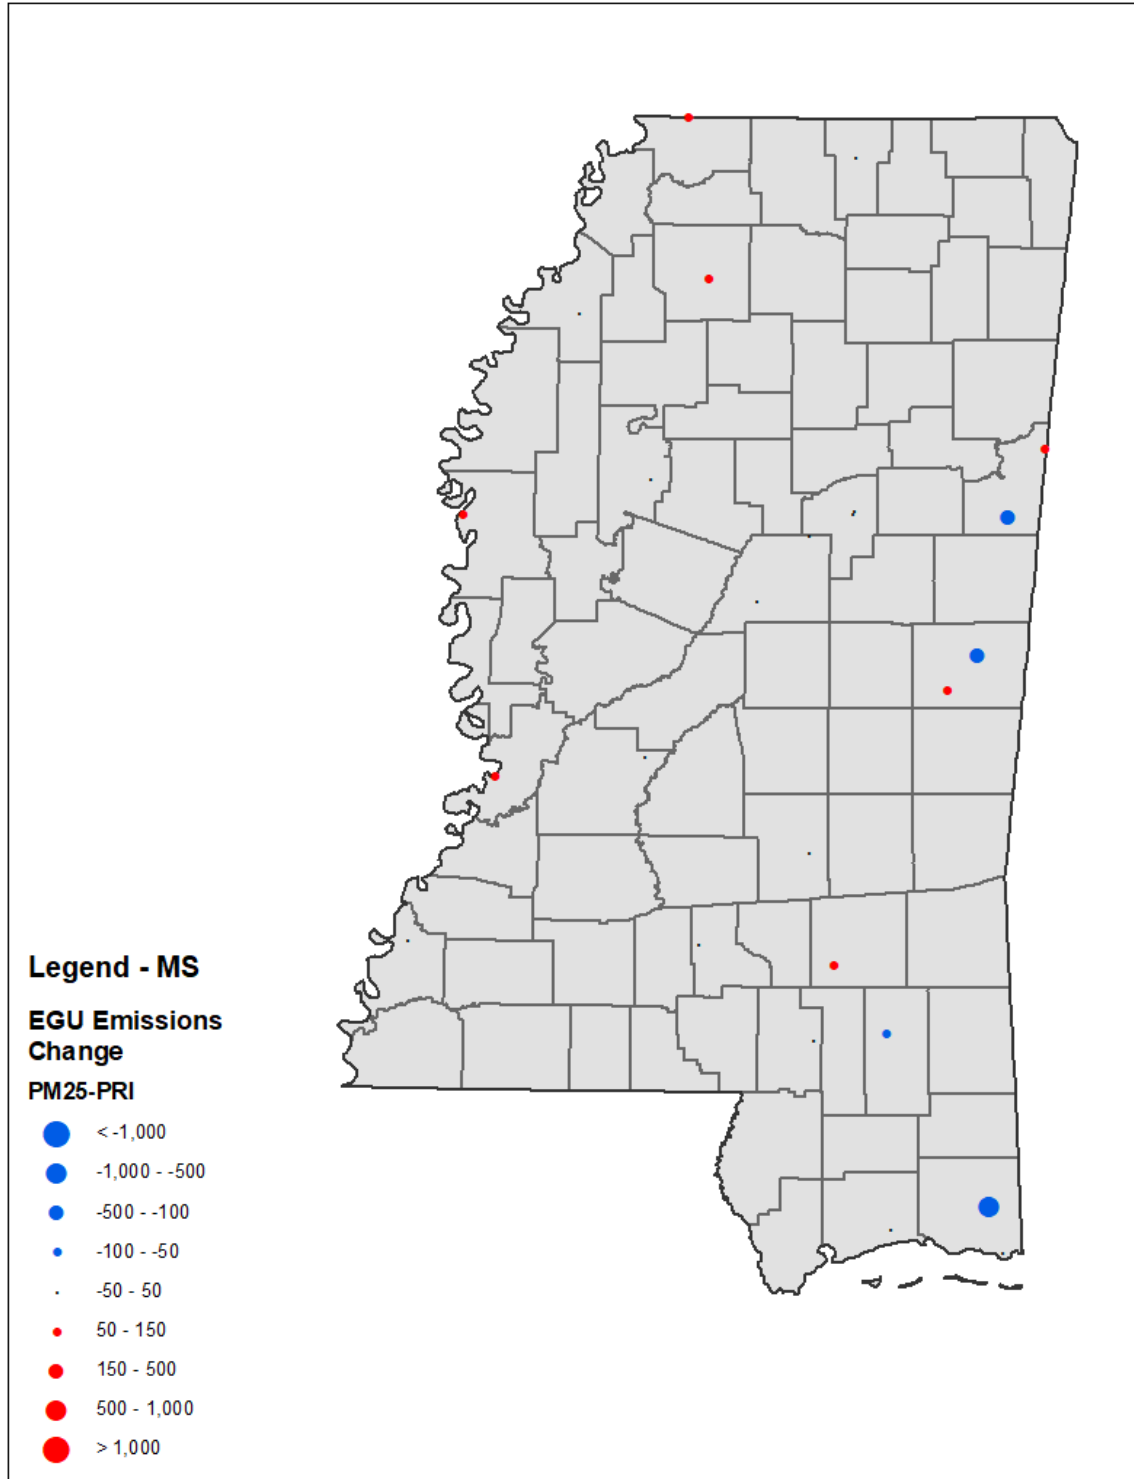 Legend - MS
EGU Emissions
Change
PM25-PRI
< -1,000
-1,000 - -500
-500 - -100
-100 - -50
-50 - 50
50 - 150
150 - 500
500 - 1,000
> 1,000